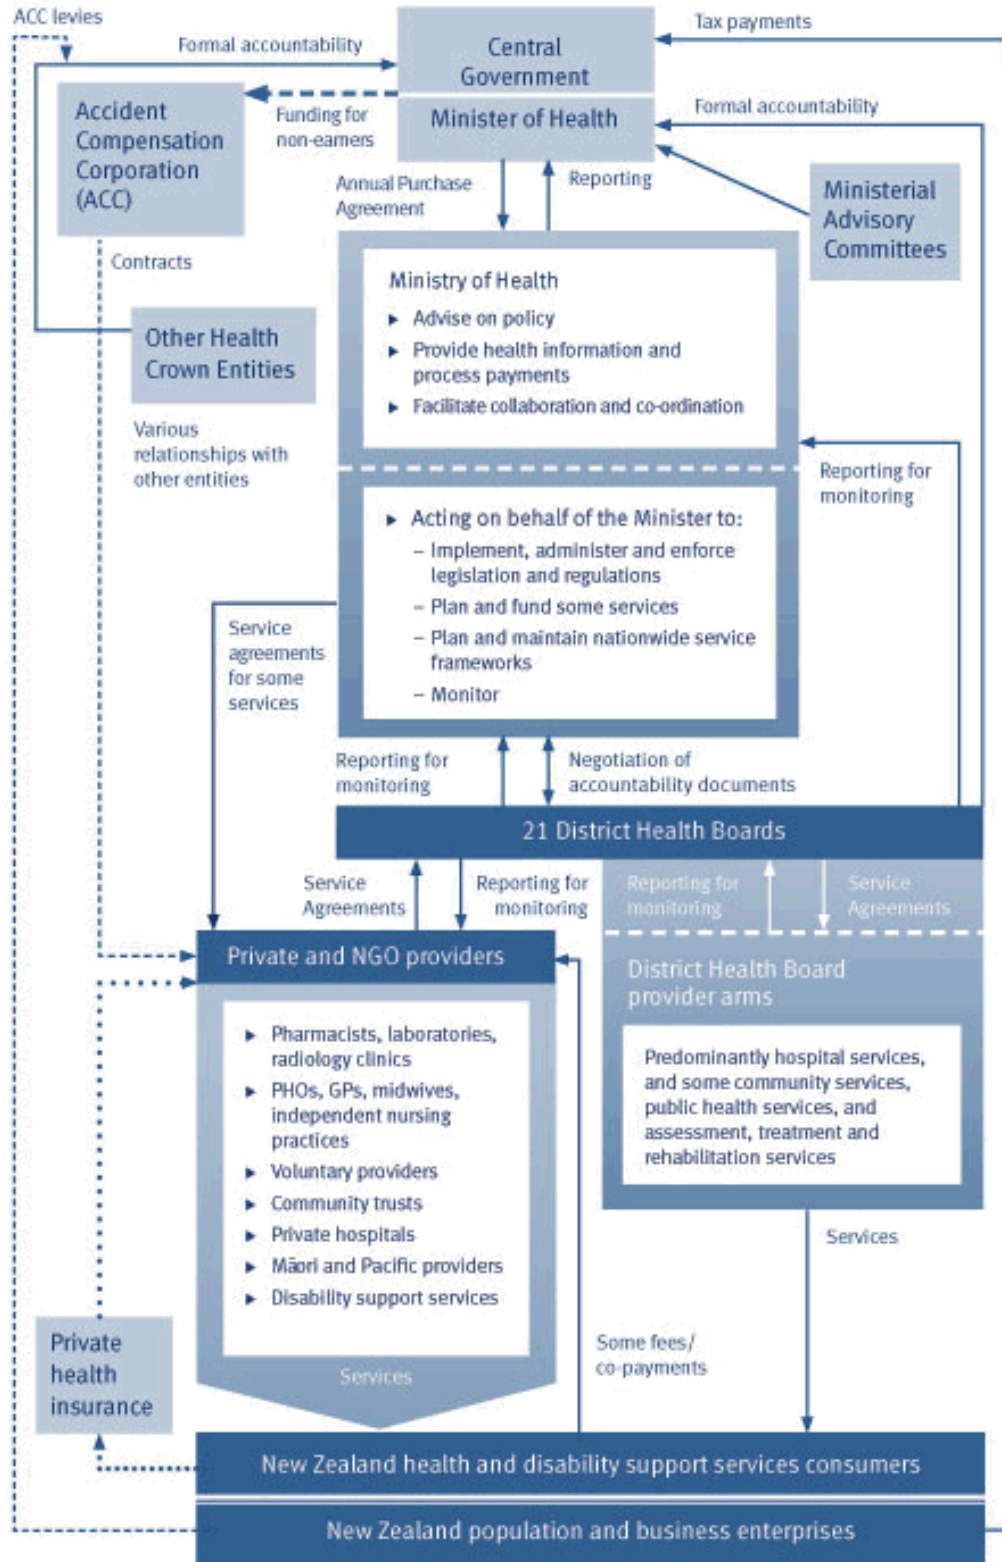 ACC levies
Formal accountability
Central
Government
Tax payments
Minister of Health
Formal accountability
Accident
Compensation
Corporation
(ACC)
Funding for
non-earners
Annual Purchase
Agreement
Reporting
Ministerial
Advisory
Committees
Contracts
Ministry of Health
► Advise on policy
► Provide health information and
process payments
► Facilitate collaboration and co-ordination
Other Health
Crown Entities
Various
relationships with
other entities
Reporting for
monitoring
► Acting on behalf of the Minister to:
– Implement, administer and enforce
legislation and regulations
– Plan and fund some services
– Plan and maintain nationwide service
frameworks
– Monitor
Service
agreements
for some
services
Reporting for
monitoring
Negotiation of
accountability documents
21 District Health Boards
Service
Agreements
Reporting for
monitoring
Reporting for
monitoring
Service
Agreements
Private and NGO providers
► Pharmacists, laboratories,
radiology clinics
► PHOs, GPs, midwives,
independent nursing
practices
► Voluntary providers
► Community trusts
► Private hospitals
► Māori and Pacific providers
► Disability support services
Services
District Health Board
provider arms
Predominantly hospital services,
and some community services,
public health services, and
assessment, treatment and
rehabilitation services
Services
Some fees/
co-payments
Private
health
insurance
New Zealand health and disability support services consumers
New Zealand population and business enterprises